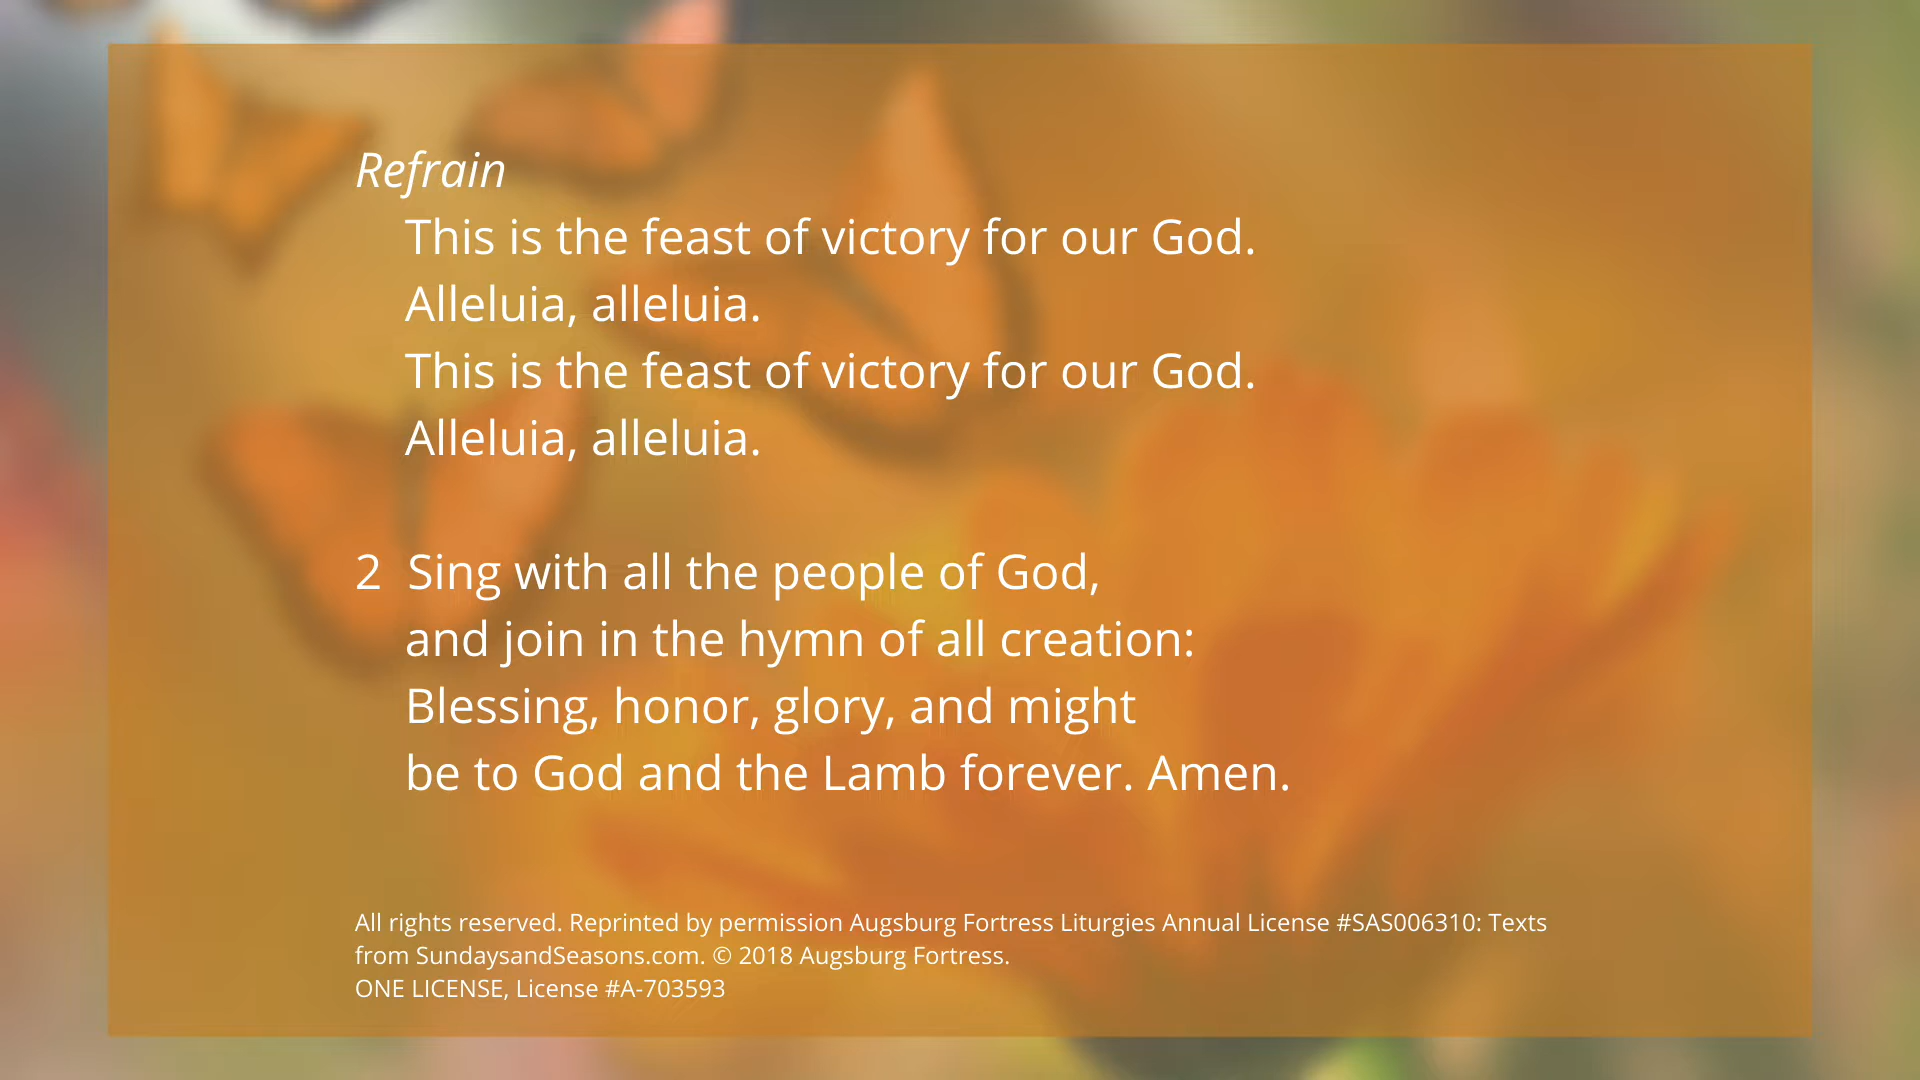 Refrain
This is the feast of victory for our God.
Alleluia, alleluia.
This is the feast of victory for our God.
Alleluia, alleluia.
2 Sing with all the people of God,
and join in the hymn of all creation:
Blessing, honor, glory, and might
be to God and the Lamb forever. Amen.
All rights reserved. Reprinted by permission Augsburg Fortress Liturgies Annual License #SAS006310: Texts
from SundaysandSeasons.com. © 2018 Augsburg Fortress.
ONE LICENSE, License #A-703593